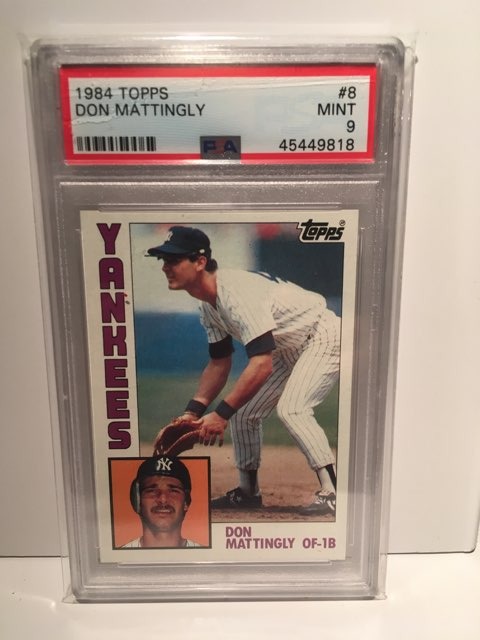 1984 TOPPS #8
DON MATTINGLY MINT
9
PSA 45449818
YANKEES
Topps
NY
DON
MATTINGLY OF-1B